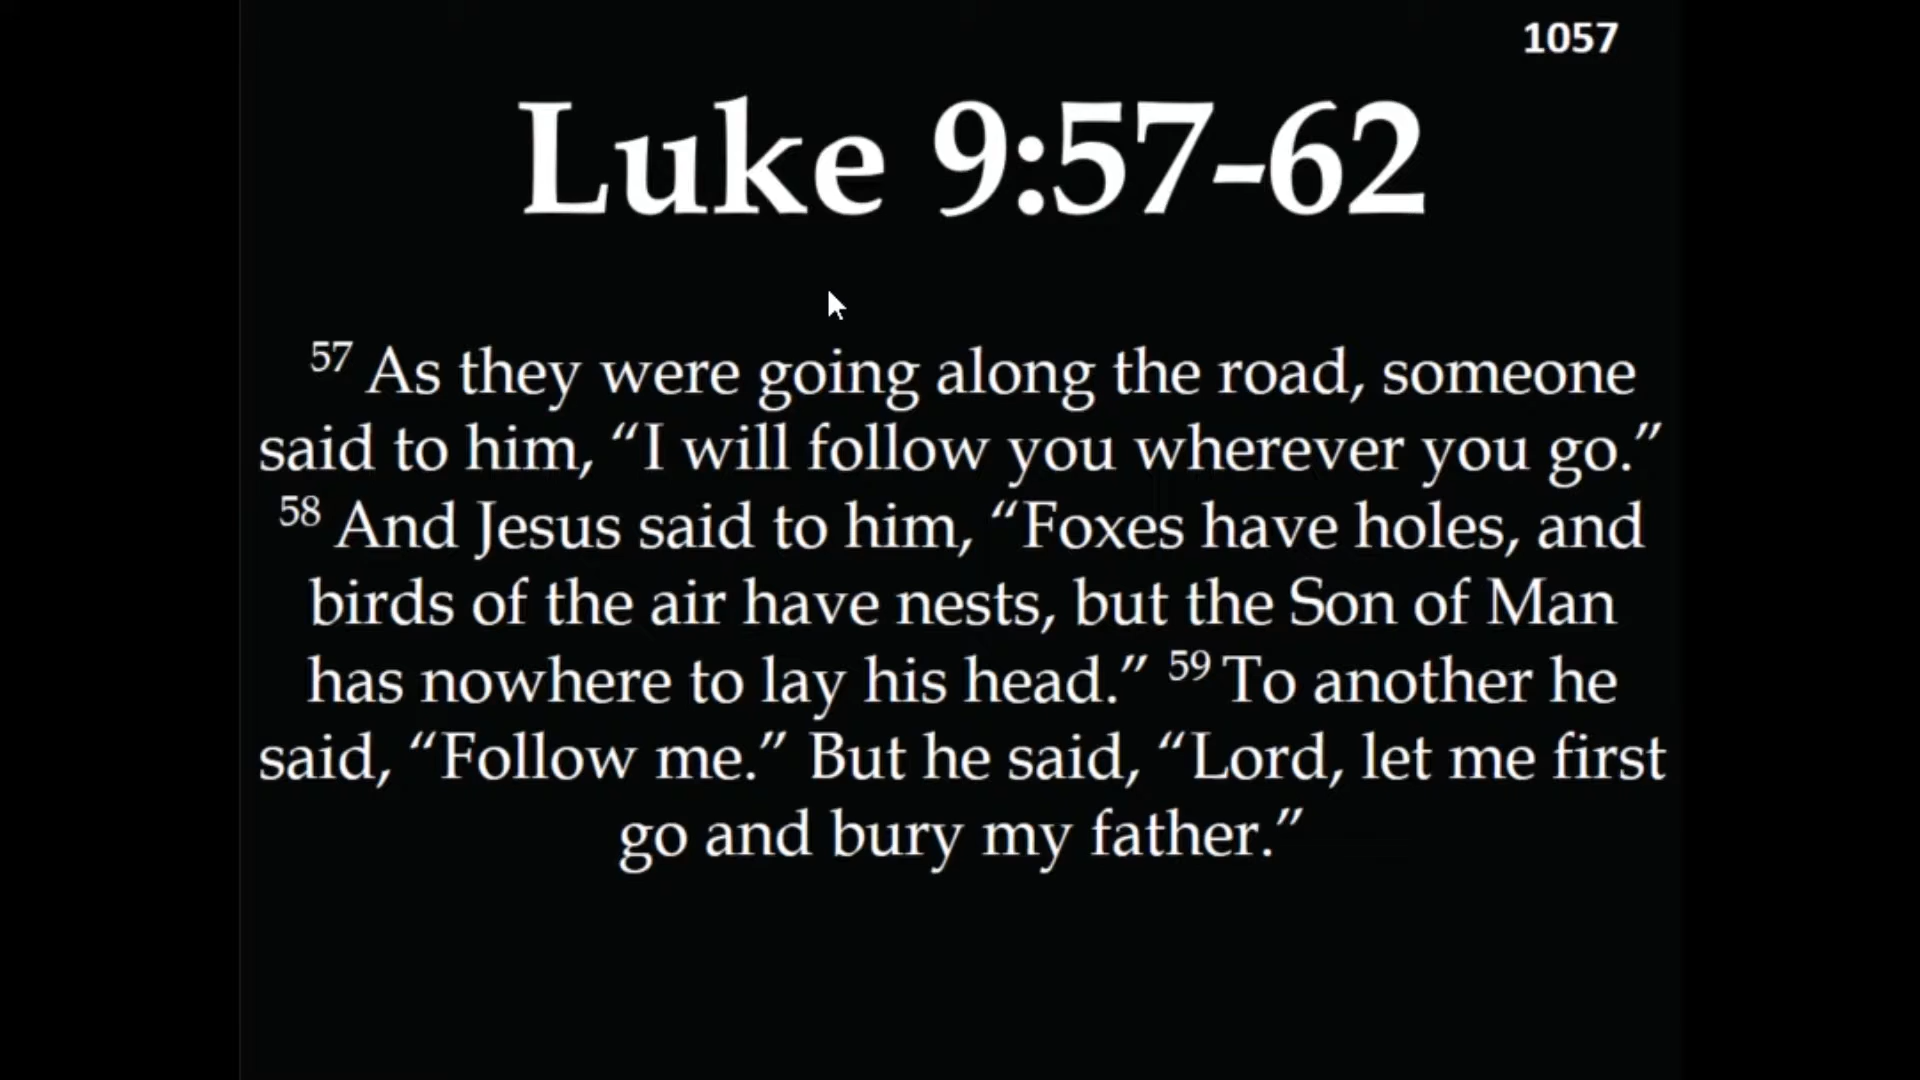 1057
Luke 9:57-62
57 As they were going along the road, someone
said to him, “I will follow you wherever you go.”
58 And Jesus said to him, “Foxes have holes, and
birds of the air have nests, but the Son of Man
has nowhere to lay his head.” 59 To another he
said, “Follow me.” But he said, “Lord, let me first
go and bury my father.”